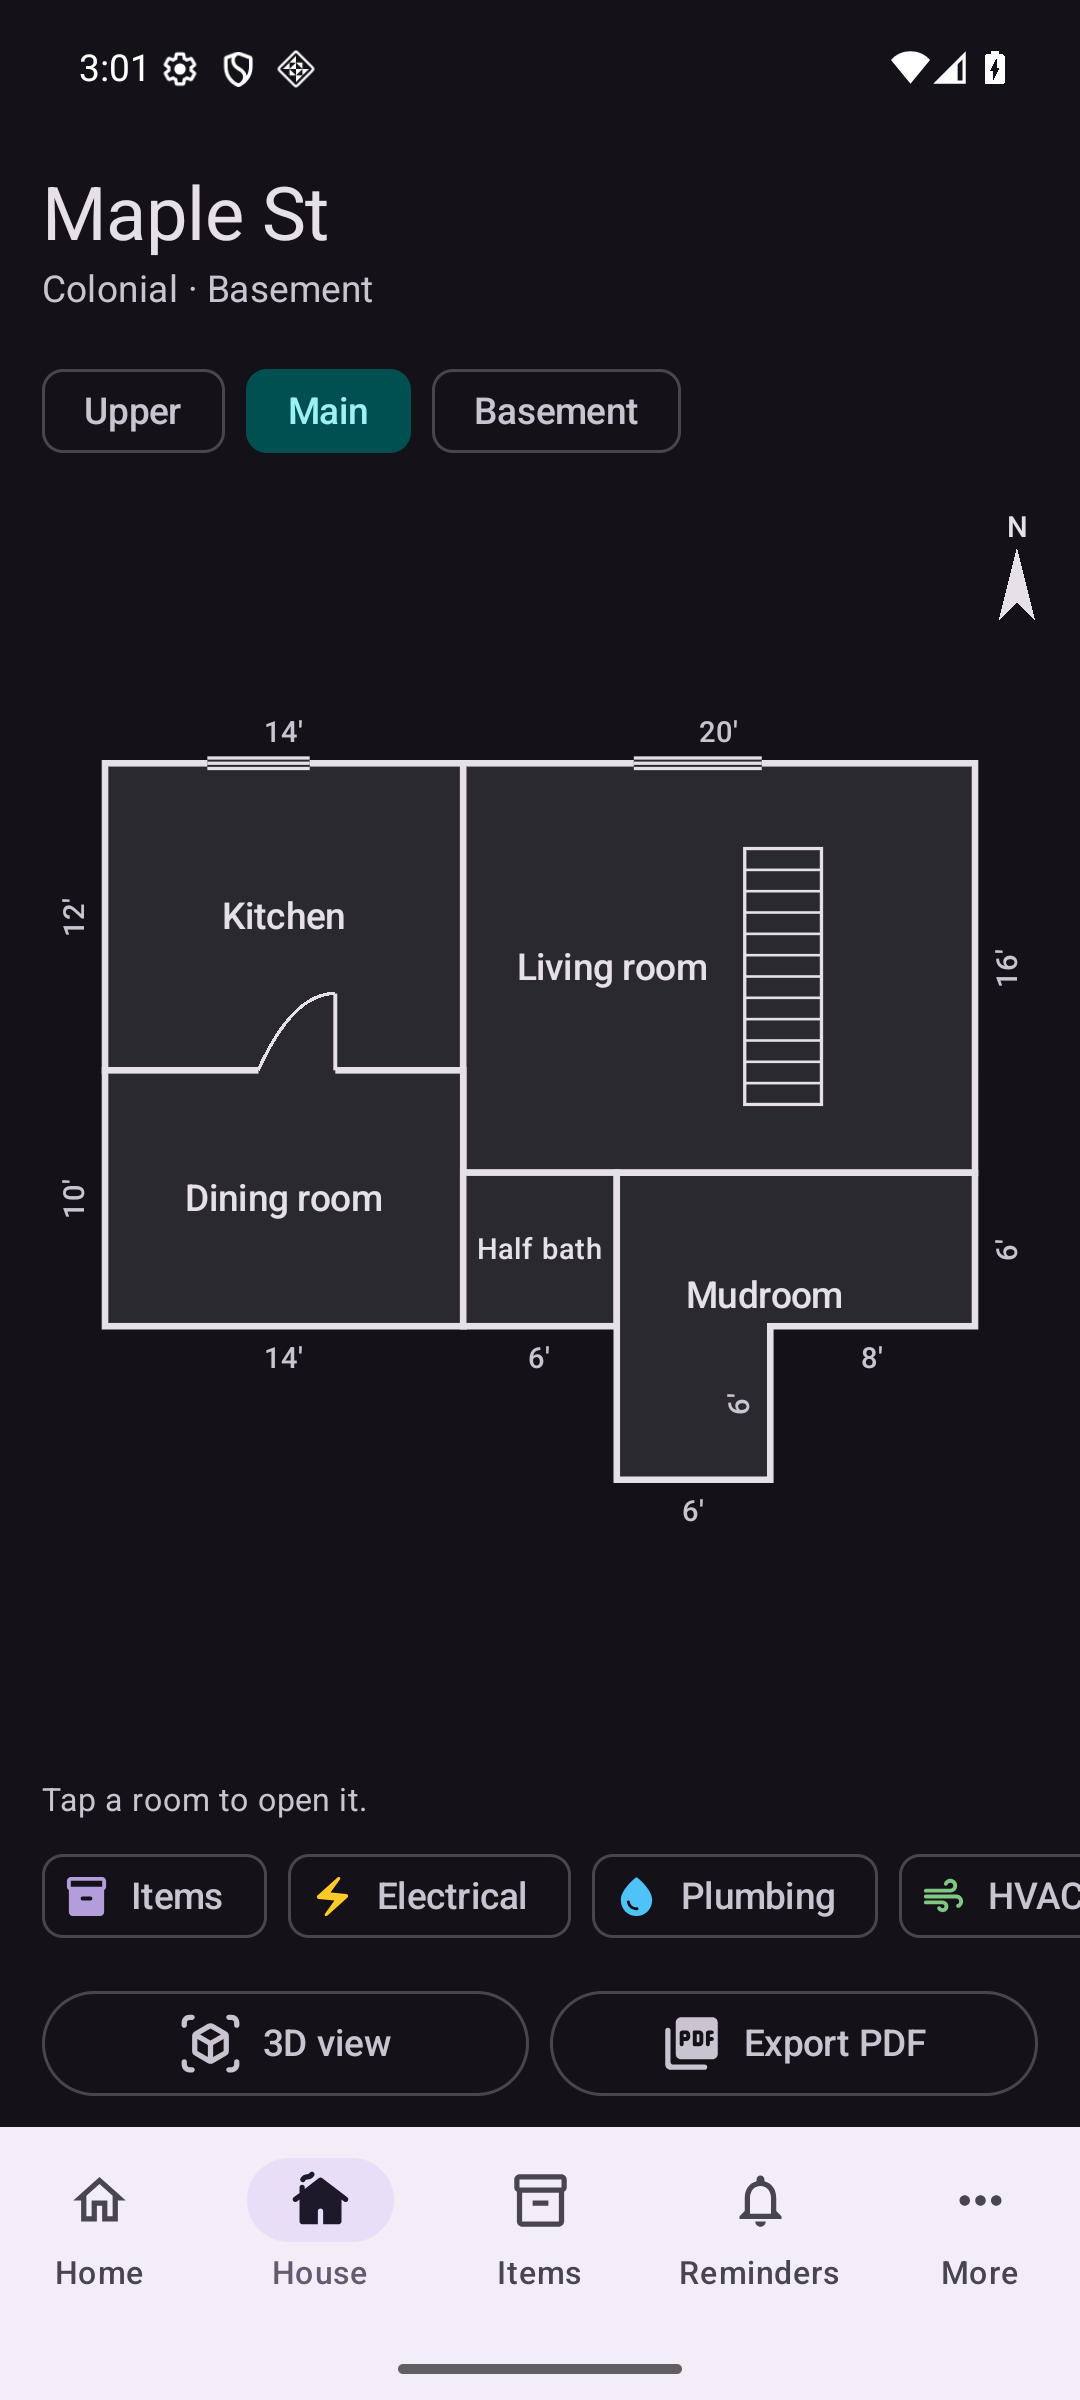 3:01
Maple St
Colonial · Basement
Upper
Main
Basement
N
14'
20'
12'
Kitchen
Living room
16'
10'
Dining room
Half bath
6'
Mudroom
14'
6'
8'
6'
6'
Tap a room to open it.
Items
Electrical
Plumbing
HVAC
3D view
PDF
Export PDF
Home
House
Items
Reminders
More